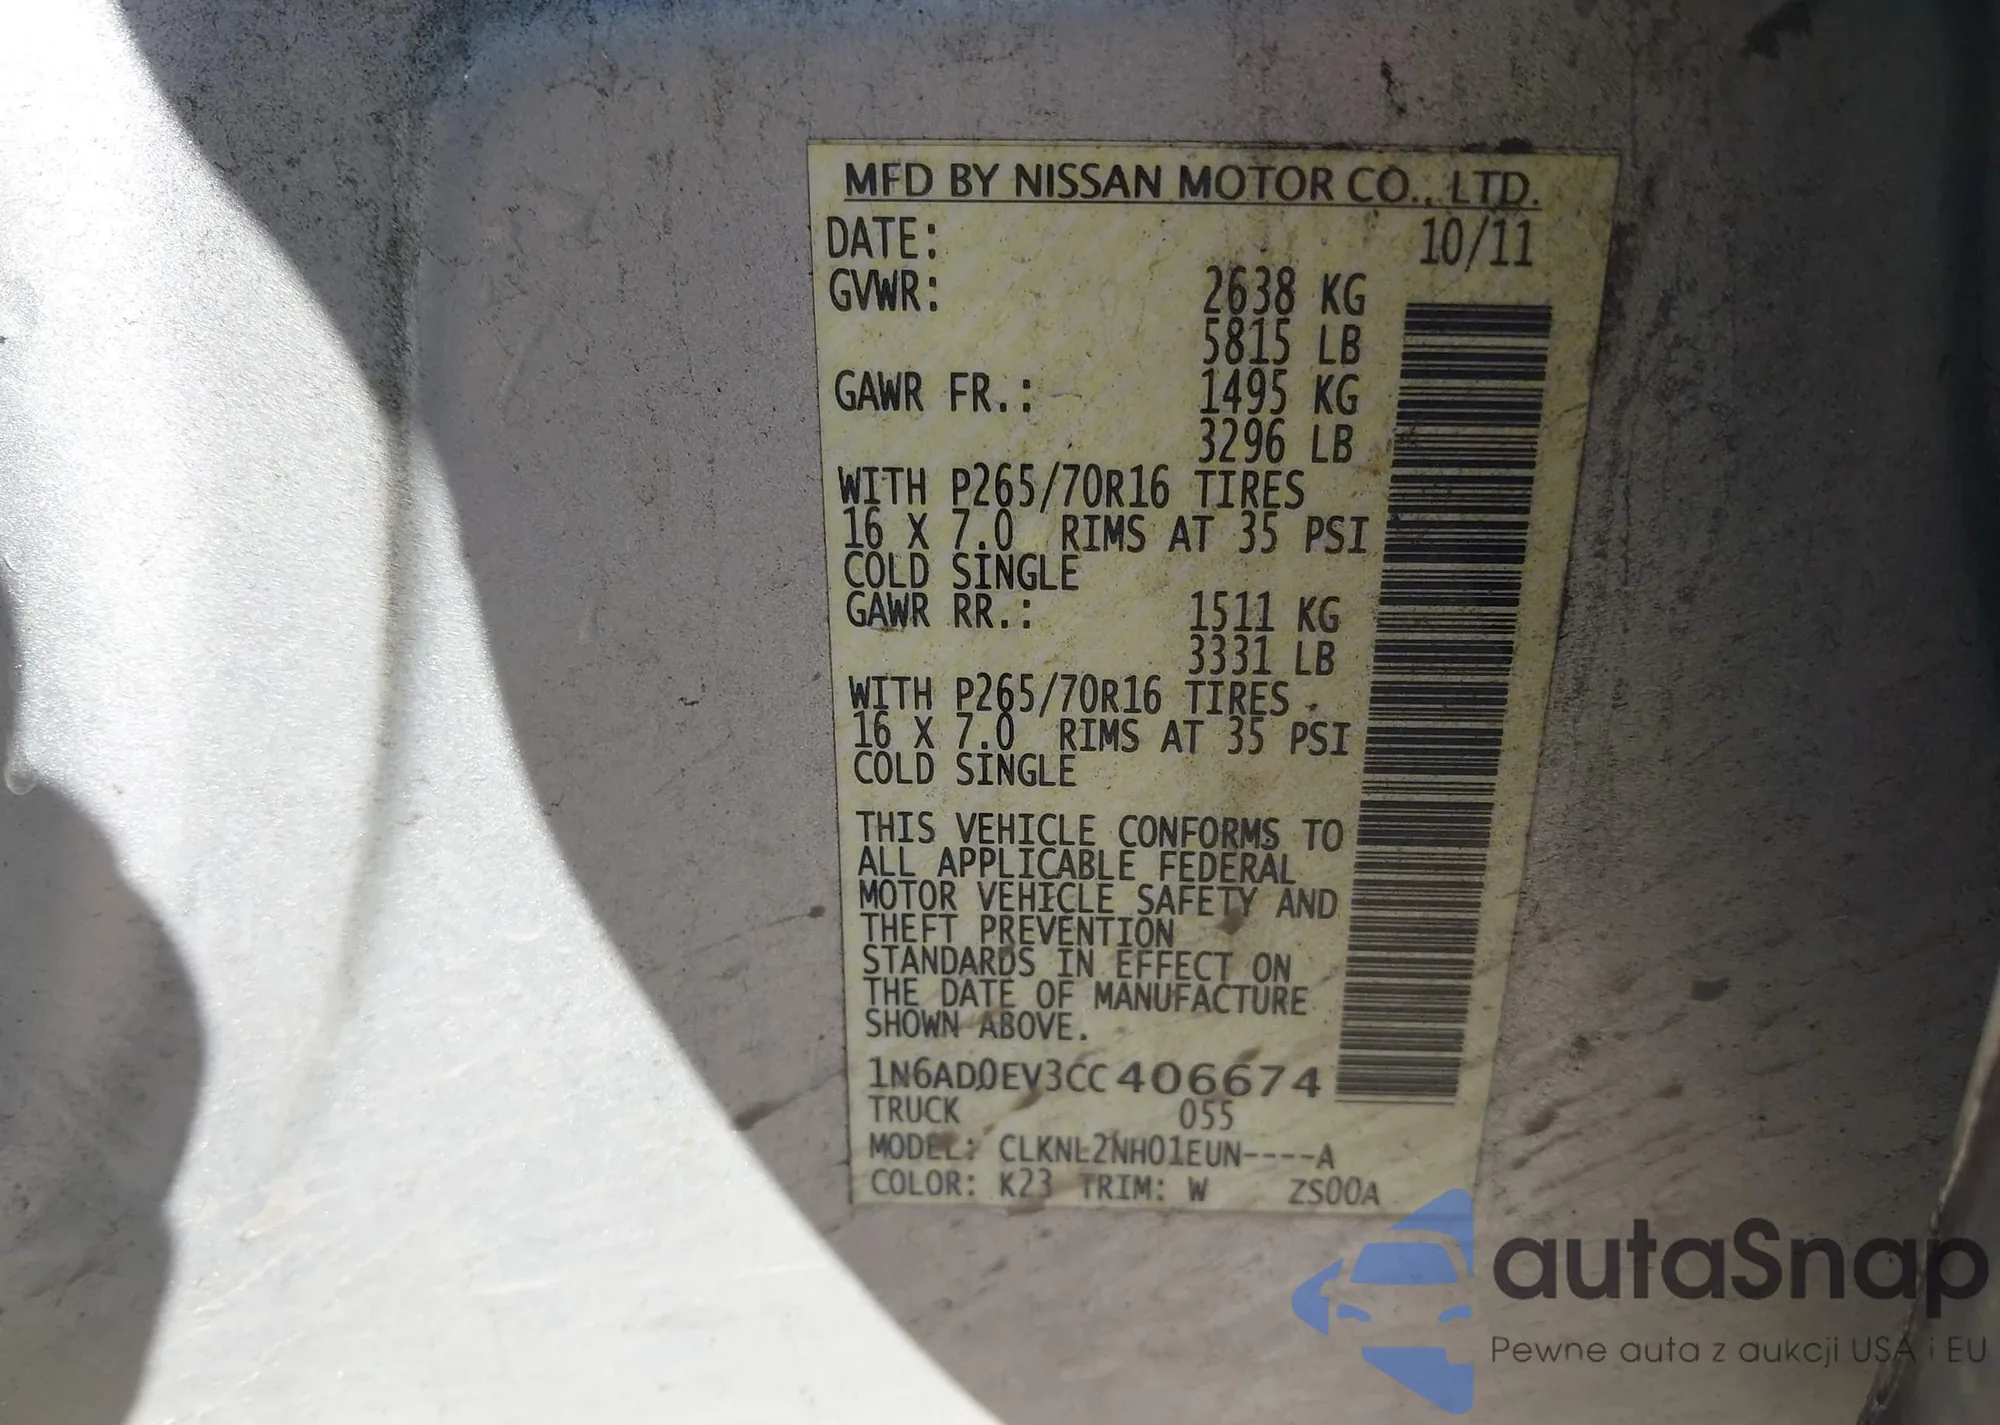 MFD BY NISSAN MOTOR CO., LTD.
DATE: 10/11
GVWR: 2638 KG
5815 LB
GAWR FR.: 1495 KG
3296 LB
WITH P265/70R16 TIRES
16 X 7.0 RIMS AT 35 PSI
COLD SINGLE
GAWR RR.: 1511 KG
3331 LB
WITH P265/70R16 TIRES
16 X 7.0 RIMS AT 35 PSI
COLD SINGLE
THIS VEHICLE CONFORMS TO
ALL APPLICABLE FEDERAL
MOTOR VEHICLE SAFETY AND
THEFT PREVENTION
STANDARDS IN EFFECT ON
THE DATE OF MANUFACTURE
SHOWN ABOVE.
1N6AD0EV3CC406674
TRUCK 055
MODEL: CLKNL2NH01EUN----A
COLOR: K23 TRIM: W ZS00A
autaSnap
Pewne auta z aukcji USA i EU